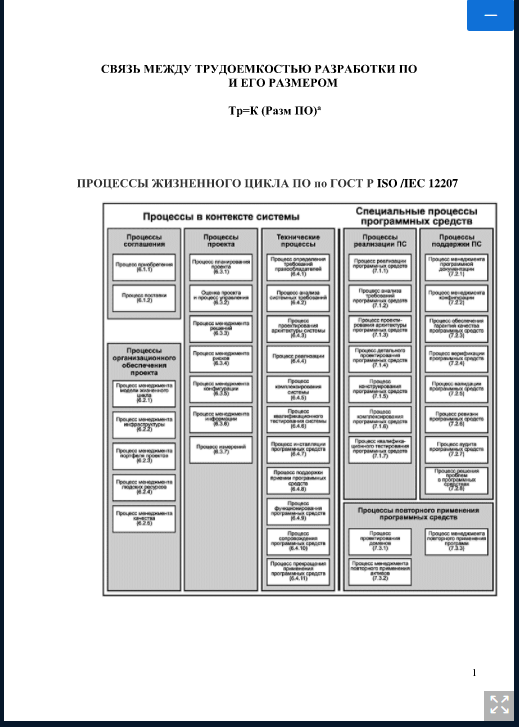 СВЯЗЬ МЕЖДУ ТРУДОЕМКОСТЬЮ РАЗРАБОТКИ ПО
И ЕГО РАЗМЕРОМ
Тр=К (Разм ПО)ª
ПРОЦЕССЫ ЖИЗНЕННОГО ЦИКЛА ПО по ГОСТ Р ISO /IEC 12207
Процессы в контексте системы
Процессы
соглашения
Процесс приобретения
(6.1.1)
Процесс поставки
(6.1.2)
Процессы
организационного
обеспечения
проекта
Процесс менеджмента
модели жизненного
цикла
(6.2.1)
Процесс менеджмента
инфраструктуры
(6.2.2)
Процесс менеджмента
портфеля проектов
(6.2.3)
Процесс менеджмента
людских ресурсов
(6.2.4)
Процесс менеджмента
качества
(6.2.5)
Процессы
проекта
Процесс планирования
проекта
(6.3.1)
Оценка проекта
и процесс управления
(6.3.2)
Процесс менеджмента
решений
(6.3.3)
Процесс менеджмента
рисков
(6.3.4)
Процесс менеджмента
конфигурации
(6.3.5)
Процесс менеджмента
информации
(6.3.6)
Процесс измерений
(6.3.7)
Технические
процессы
Процесс определения
требований
правообладателей
(6.4.1)
Процесс анализа
системных требований
(6.4.2)
Процесс
проектирования
архитектуры системы
(6.4.3)
Процесс реализации
(6.4.4)
Процесс
комплексирования
системы
(6.4.5)
Процесс
квалификационного
тестирования системы
(6.4.6)
Процесс инсталляции
программных средств
(6.4.7)
Процесс поддержки
приемки программных
средств
(6.4.8)
Процесс
функционирования
программных средств
(6.4.9)
Процесс
сопровождения
программных средств
(6.4.10)
Процесс прекращения
применения
программных средств
(6.4.11)
Специальные процессы
программных средств
Процессы
реализации ПС
Процесс реализации
программных средств
(7.1.1)
Процесс анализа
требований
программных средств
(7.1.2)
Процесс проекти-
рования архитектуры
программных средств
(7.1.3)
Процесс детального
проектирования
программных средств
(7.1.4)
Процесс
конструирования
программных средств
(7.1.5)
Процесс
комплексирования
программных средств
(7.1.6)
Процесс квалифика-
ционного тестирования
программных средств
(7.1.7)
Процессы
поддержки ПС
Процесс менеджмента
программной
документации
(7.2.1)
Процесс менеджмента
конфигурации
(7.2.2)
Процесс обеспечения
гарантии качества
программных средств
(7.2.3)
Процесс верификации
программных средств
(7.2.4)
Процесс валидации
программных средств
(7.2.5)
Процесс ревизии
программных средств
(7.2.6)
Процесс аудита
программных средств
(7.2.7)
Процесс решения
проблем
в программных
средствах
(7.2.8)
Процессы повторного применения
программных средств
Процесс
проектирования
доменов
(7.3.1)
Процесс менеджмента
повторного применения
активов
(7.3.2)
Процесс менеджмента
повторного применения
программ
(7.3.3)
1